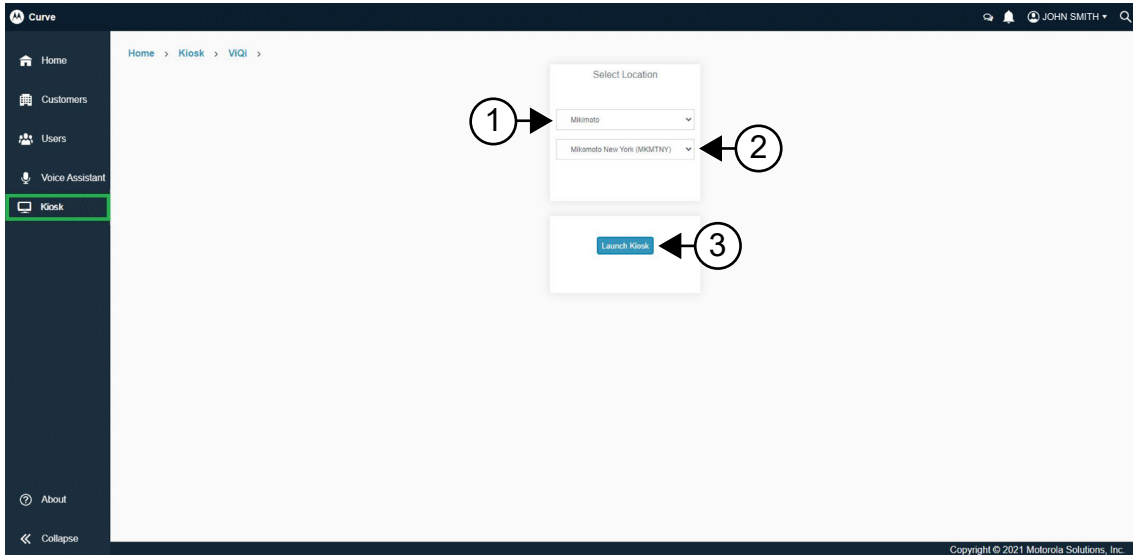 Curve
JOHN SMITH
Home
Customers
Users
Voice Assistant
Kiosk
Home > Kiosk > ViQi >
Select Location
1
Mikimoto
Mikomoto New York (MKMTNY)
2
Launch Kiosk
3
About
Collapse
Copyright © 2021 Motorola Solutions, Inc.